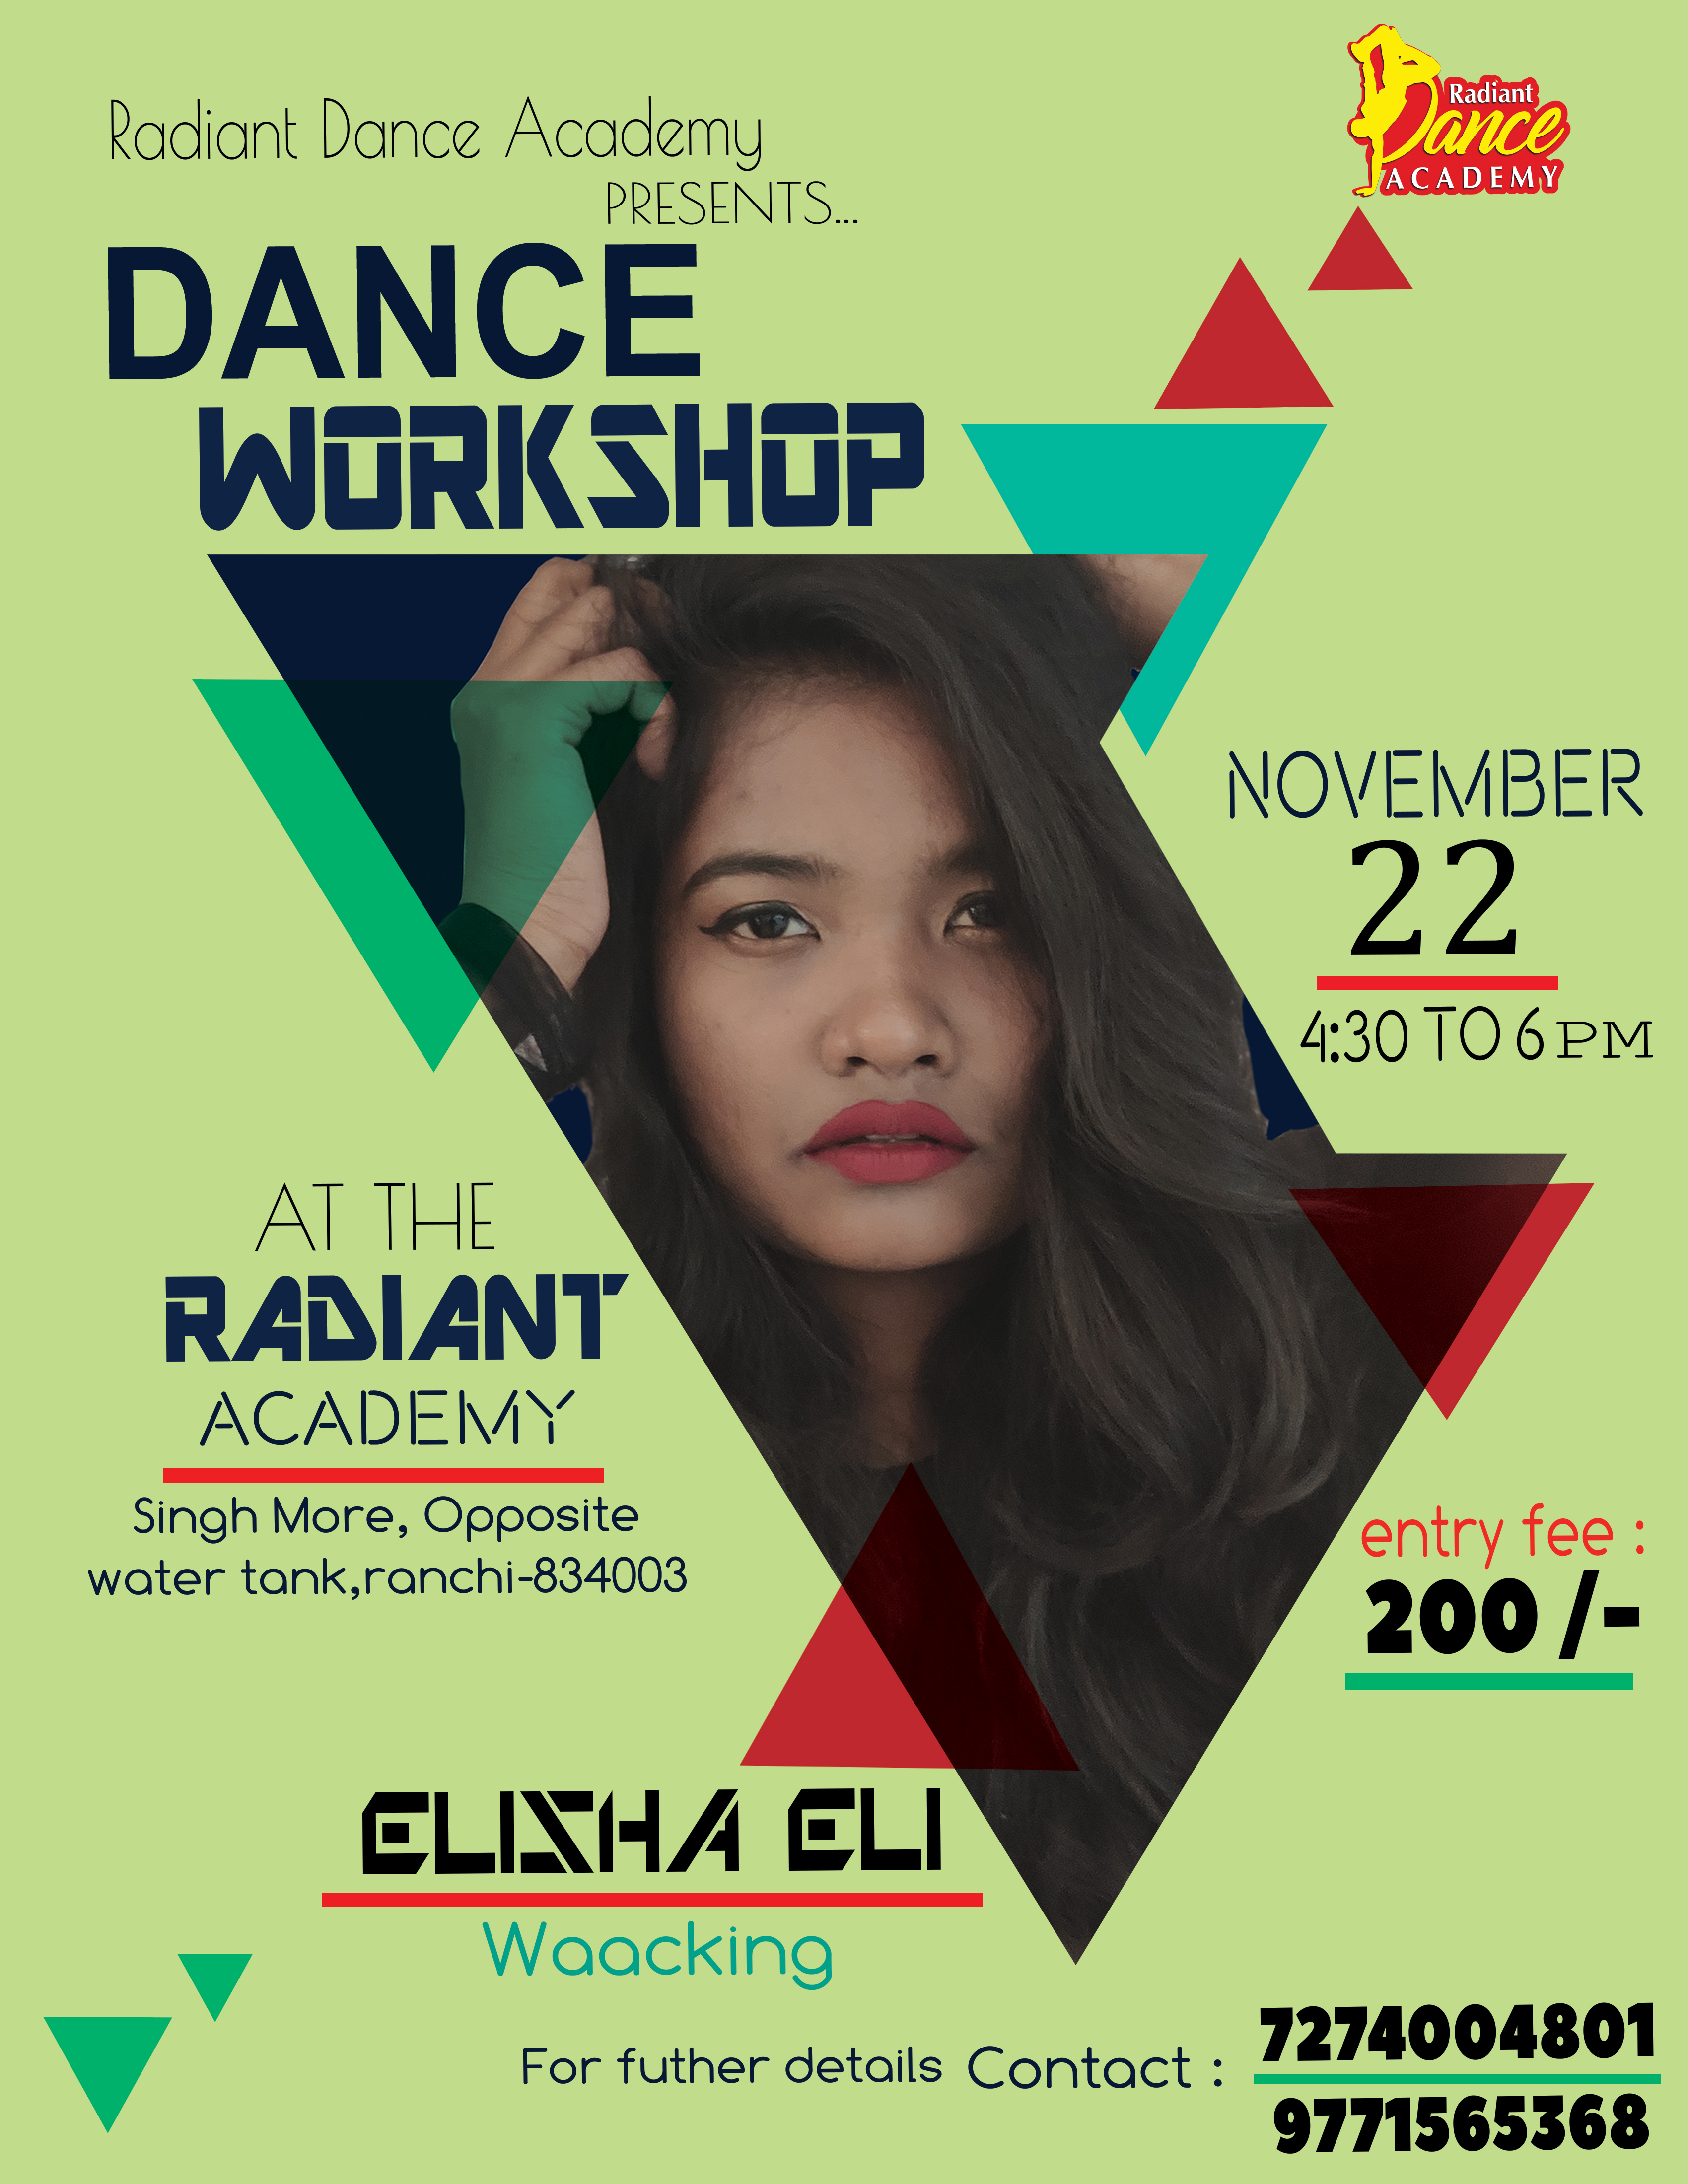 Radiant Dance Academy
PRESENTS...
Radiant
Dance
ACADEMY
DANCE
WORKSHOP
NOVEMBER
22
4:30 TO 6 PM
AT THE
RADIANT
ACADEMY
Singh More, Opposite
water tank,ranchi-834003
entry fee :
200 /-
ELISHA ELI
Waacking
For futher details Contact :
7274004801
9771565368